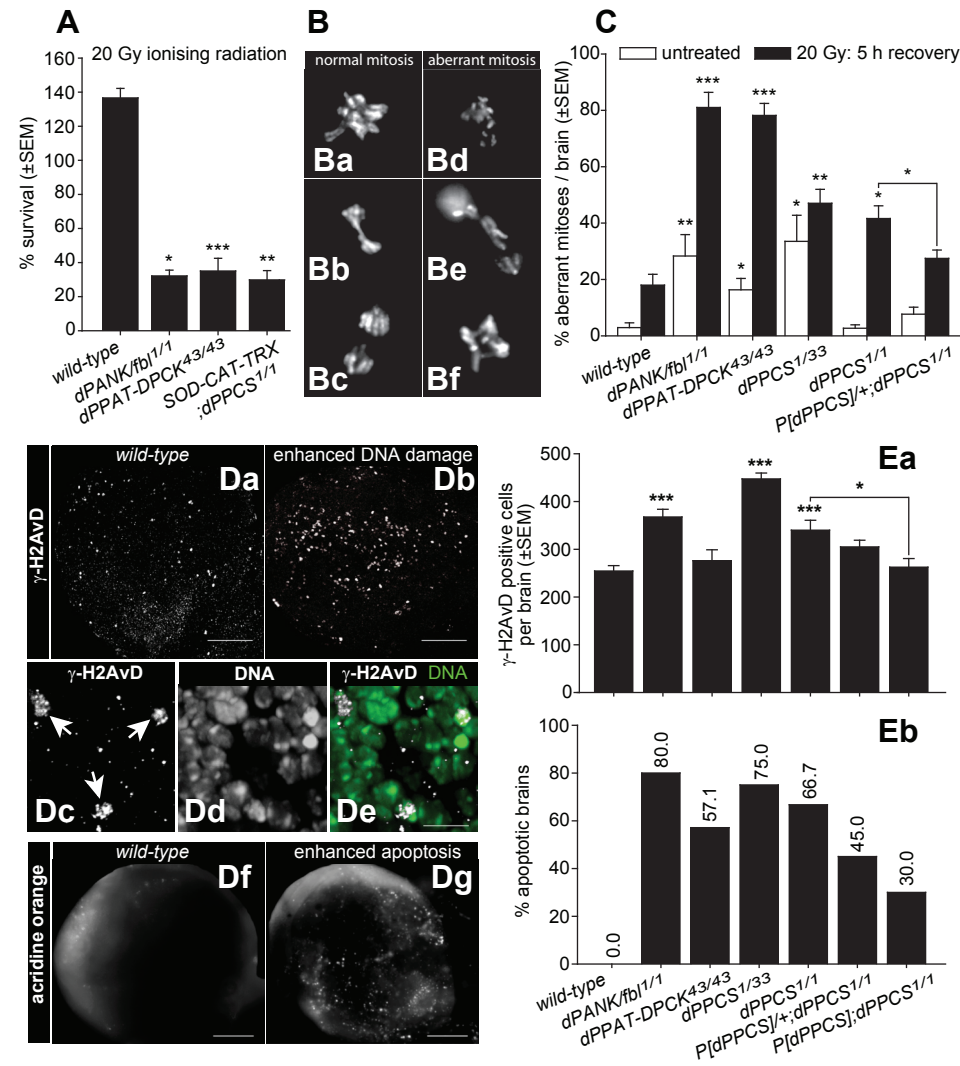 A
20 Gy ionising radiation
% survival (±SEM)
160
140
120
100
80
60
40
20
0
*
***
**
wild-type
dPANK/fbl1/1
dPPAT-DPCK43/43
SOD-CAT-TRX
;dPPCS1/1
B
normal mitosis
aberrant mitosis
Ba
Bd
Bb
Be
Bc
Bf
C
untreated
20 Gy: 5 h recovery
% aberrant mitoses / brain (±SEM)
100
80
60
40
20
0
**
***
*
***
*
**
*
*
wild-type
dPANK/fbl1/1
dPPAT-DPCK43/43
dPPCS1/33
dPPCS1/1
P[dPPCS]/+;dPPCS1/1
γ-H2AvD
wild-type
Da
enhanced DNA damage
Db
γ-H2AvD
Dc
DNA
Dd
γ-H2AvD DNA
De
acridine orange
wild-type
Df
enhanced apoptosis
Dg
Ea
γ-H2AvD positive cells
per brain (±SEM)
500
400
300
200
100
0
***
***
***
*
Eb
% apoptotic brains
100
80
60
40
20
0
0.0
80.0
57.1
75.0
66.7
45.0
30.0
wild-type
dPANK/fbl1/1
dPPAT-DPCK43/43
dPPCS1/33
dPPCS1/1
P[dPPCS]/+;dPPCS1/1
P[dPPCS];dPPCS1/1